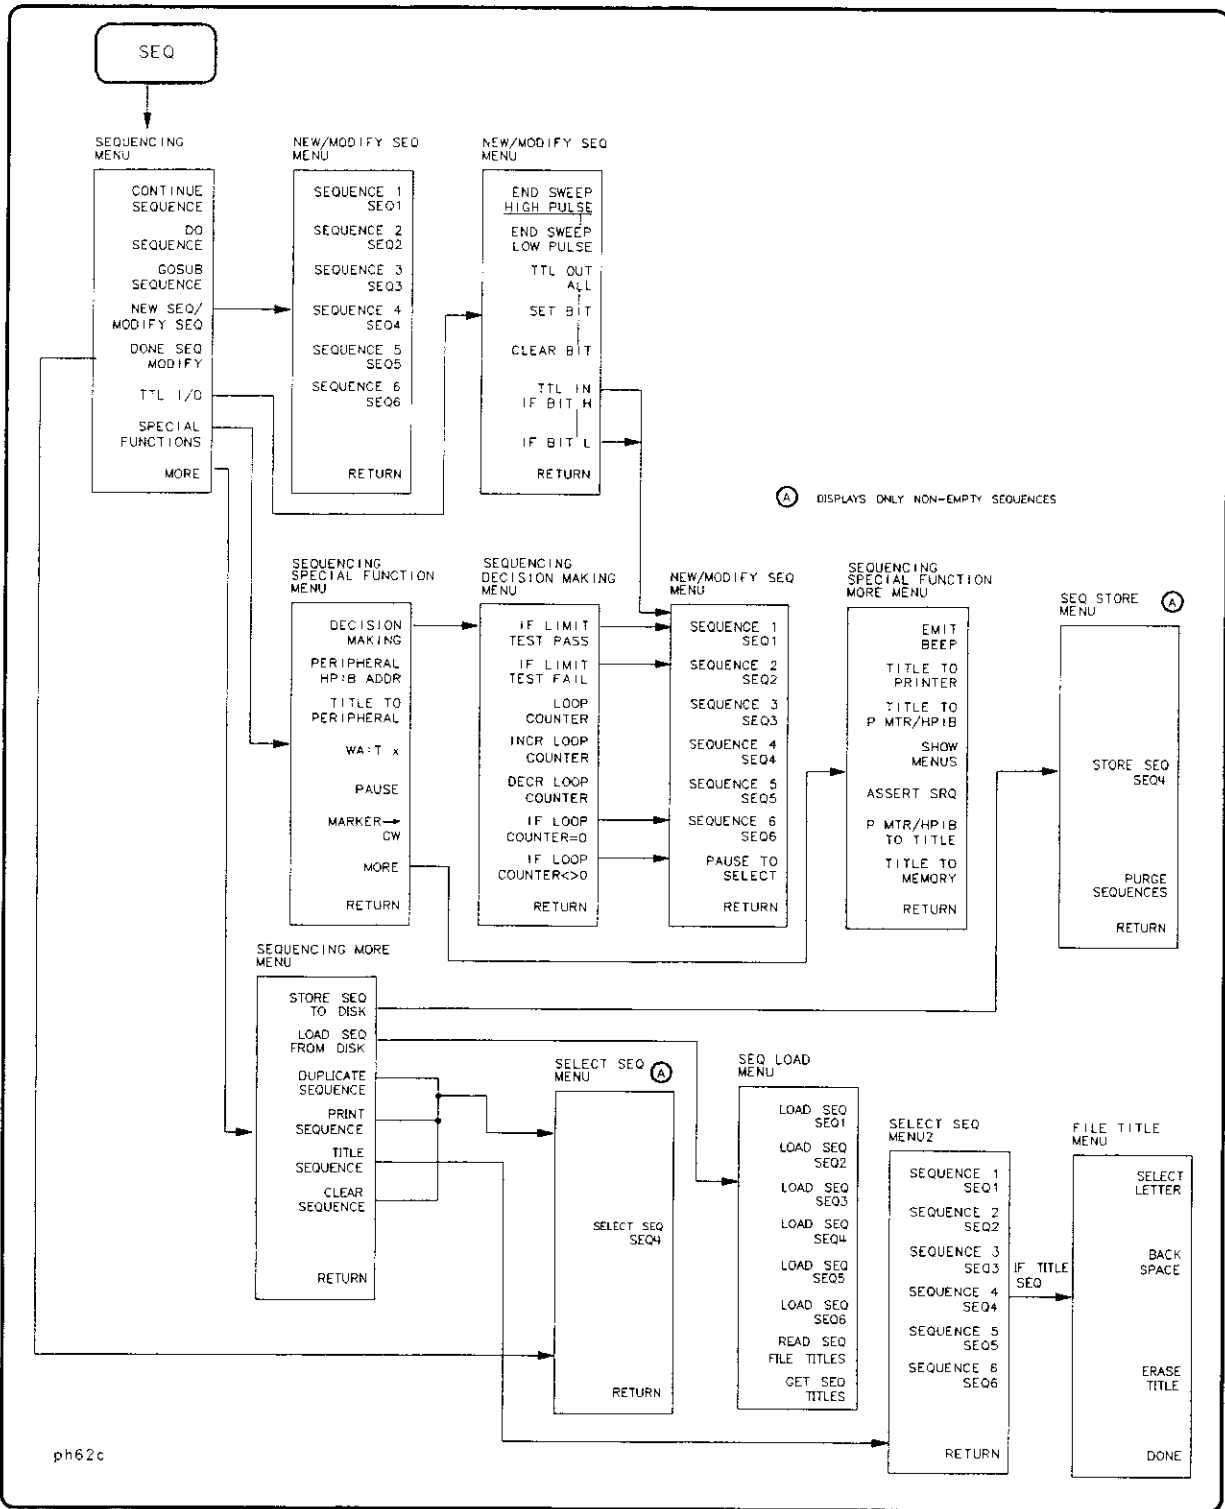 SEQ
SEQUENCING
MENU
CONTINUE
SEQUENCE
DO
SEQUENCE
GOSUB
SEQUENCE
NEW SEQ/
MODIFY SEQ
DONE SEQ
MODIFY
TTL I/O
SPECIAL
FUNCTIONS
MORE
NEW/MODIFY SEQ
MENU
SEQUENCE 1
SEQ1
SEQUENCE 2
SEQ2
SEQUENCE 3
SEQ3
SEQUENCE 4
SEQ4
SEQUENCE 5
SEQ5
SEQUENCE 6
SEQ6
RETURN
NEW/MODIFY SEQ
MENU
END SWEEP
HIGH PULSE
END SWEEP
LOW PULSE
TTL OUT
ALL
SET BIT
CLEAR BIT
TTL IN
IF BIT H
IF BIT L
RETURN
A DISPLAYS ONLY NON-EMPTY SEQUENCES
SEQUENCING
SPECIAL FUNCTION
MENU
DECISION
MAKING
PERIPHERAL
HPIB ADDR
TITLE TO
PERIPHERAL
WAIT x
PAUSE
MARKER→
CW
MORE
RETURN
SEQUENCING
DECISION MAKING
MENU
IF LIMIT
TEST PASS
IF LIMIT
TEST FAIL
LOOP
COUNTER
INCR LOOP
COUNTER
DECR LOOP
COUNTER
IF LOOP
COUNTER=0
IF LOOP
COUNTER<>0
RETURN
NEW/MODIFY SEQ
MENU
SEQUENCE 1
SEQ1
SEQUENCE 2
SEQ2
SEQUENCE 3
SEQ3
SEQUENCE 4
SEQ4
SEQUENCE 5
SEQ5
SEQUENCE 6
SEQ6
PAUSE TO
SELECT
RETURN
SEQUENCING
SPECIAL FUNCTION
MORE MENU
EMIT
BEEP
TITLE TO
PRINTER
TITLE TO
P MTR/HPIB
SHOW
MENUS
ASSERT SRQ
P MTR/HPIB
TO TITLE
TITLE TO
MEMORY
RETURN
SEQ STORE A
MENU
STORE SEQ
SEQ4
PURGE
SEQUENCES
RETURN
SEQUENCING MORE
MENU
STORE SEQ
TO DISK
LOAD SEQ
FROM DISK
DUPLICATE
SEQUENCE
PRINT
SEQUENCE
TITLE
SEQUENCE
CLEAR
SEQUENCE
RETURN
SELECT SEQ A
MENU
SELECT SEQ
SEQ4
RETURN
SEQ LOAD
MENU
LOAD SEQ
SEQ1
LOAD SEQ
SEQ2
LOAD SEQ
SEQ3
LOAD SEQ
SEQ4
LOAD SEQ
SEQ5
LOAD SEQ
SEQ6
READ SEQ
FILE TITLES
GET SEQ
TITLES
SELECT SEQ
MENU2
SEQUENCE 1
SEQ1
SEQUENCE 2
SEQ2
SEQUENCE 3
SEQ3
SEQUENCE 4
SEQ4
SEQUENCE 5
SEQ5
SEQUENCE 6
SEQ6
RETURN
IF TITLE
SEQ
FILE TITLE
MENU
SELECT
LETTER
BACK
SPACE
ERASE
TITLE
DONE
ph62c